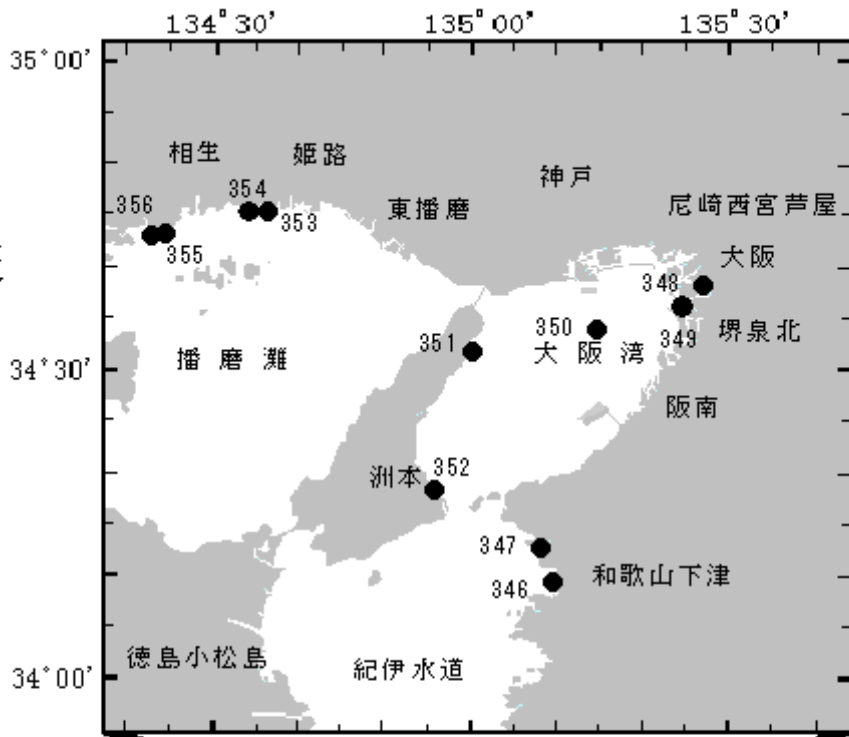 134°30' 135°00' 135°30'
35°00'
相生 姫路
神戸
354
356 353 東播磨 尼崎西宮芦屋
355 大阪
348
351 350 349 堺泉北
播磨灘 大阪湾
34°30'
阪南
洲本 352
347
346 和歌山下津
徳島小松島 紀伊水道
34°00'